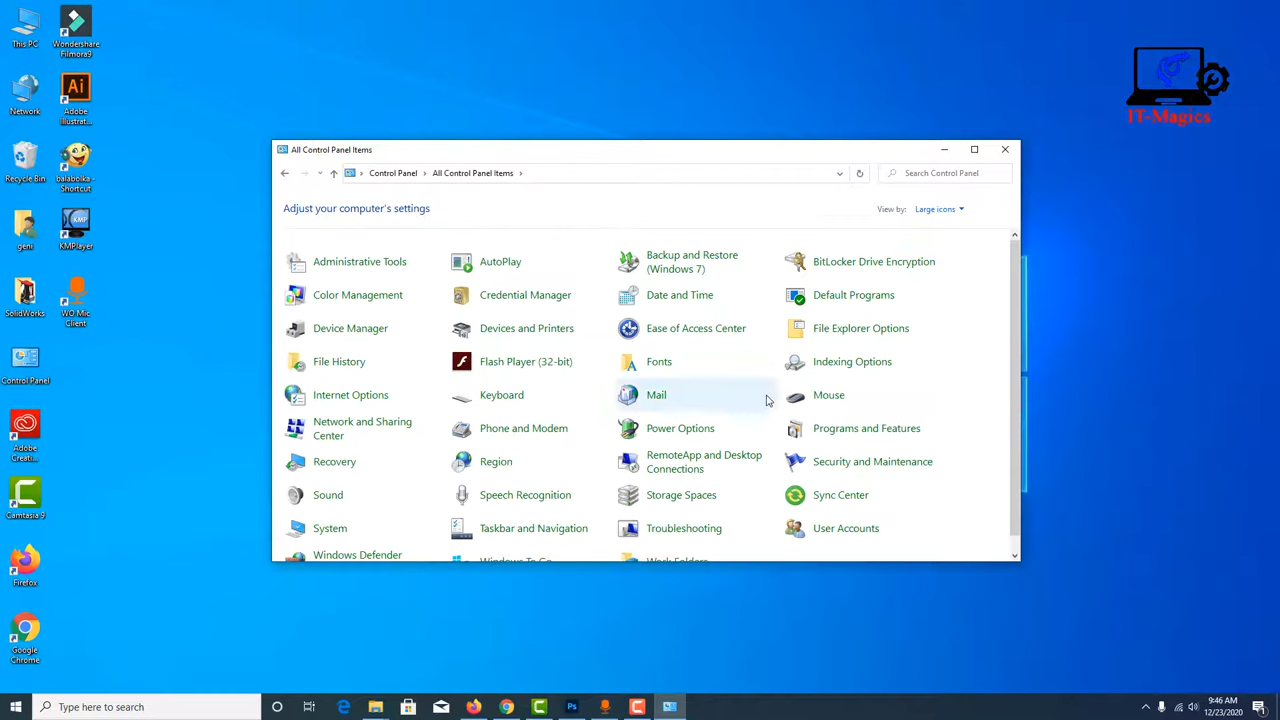 This PC
Wondershare
Filmora9
Network
Adobe
Illustrat...
Recycle Bin
balabolka -
Shortcut
geni
KMPlayer
SolidWorks
WO Mic
Client
Control Panel
Adobe
Creati...
Camtasia 9
Firefox
Google
Chrome
IT-Magics
All Control Panel Items
Control Panel
All Control Panel Items
Search Control Panel
Adjust your computer's settings
View by:
Large icons
Administrative Tools
AutoPlay
Backup and Restore
(Windows 7)
BitLocker Drive Encryption
Color Management
Credential Manager
Date and Time
Default Programs
Device Manager
Devices and Printers
Ease of Access Center
File Explorer Options
File History
Flash Player (32-bit)
Fonts
Indexing Options
Internet Options
Keyboard
Mail
Mouse
Network and Sharing
Center
Phone and Modem
Power Options
Programs and Features
Recovery
Region
RemoteApp and Desktop
Connections
Security and Maintenance
Sound
Speech Recognition
Storage Spaces
Sync Center
System
Taskbar and Navigation
Troubleshooting
User Accounts
Windows Defender
Windows To Go
Work Folders
Type here to search
9:46 AM
12/23/2020